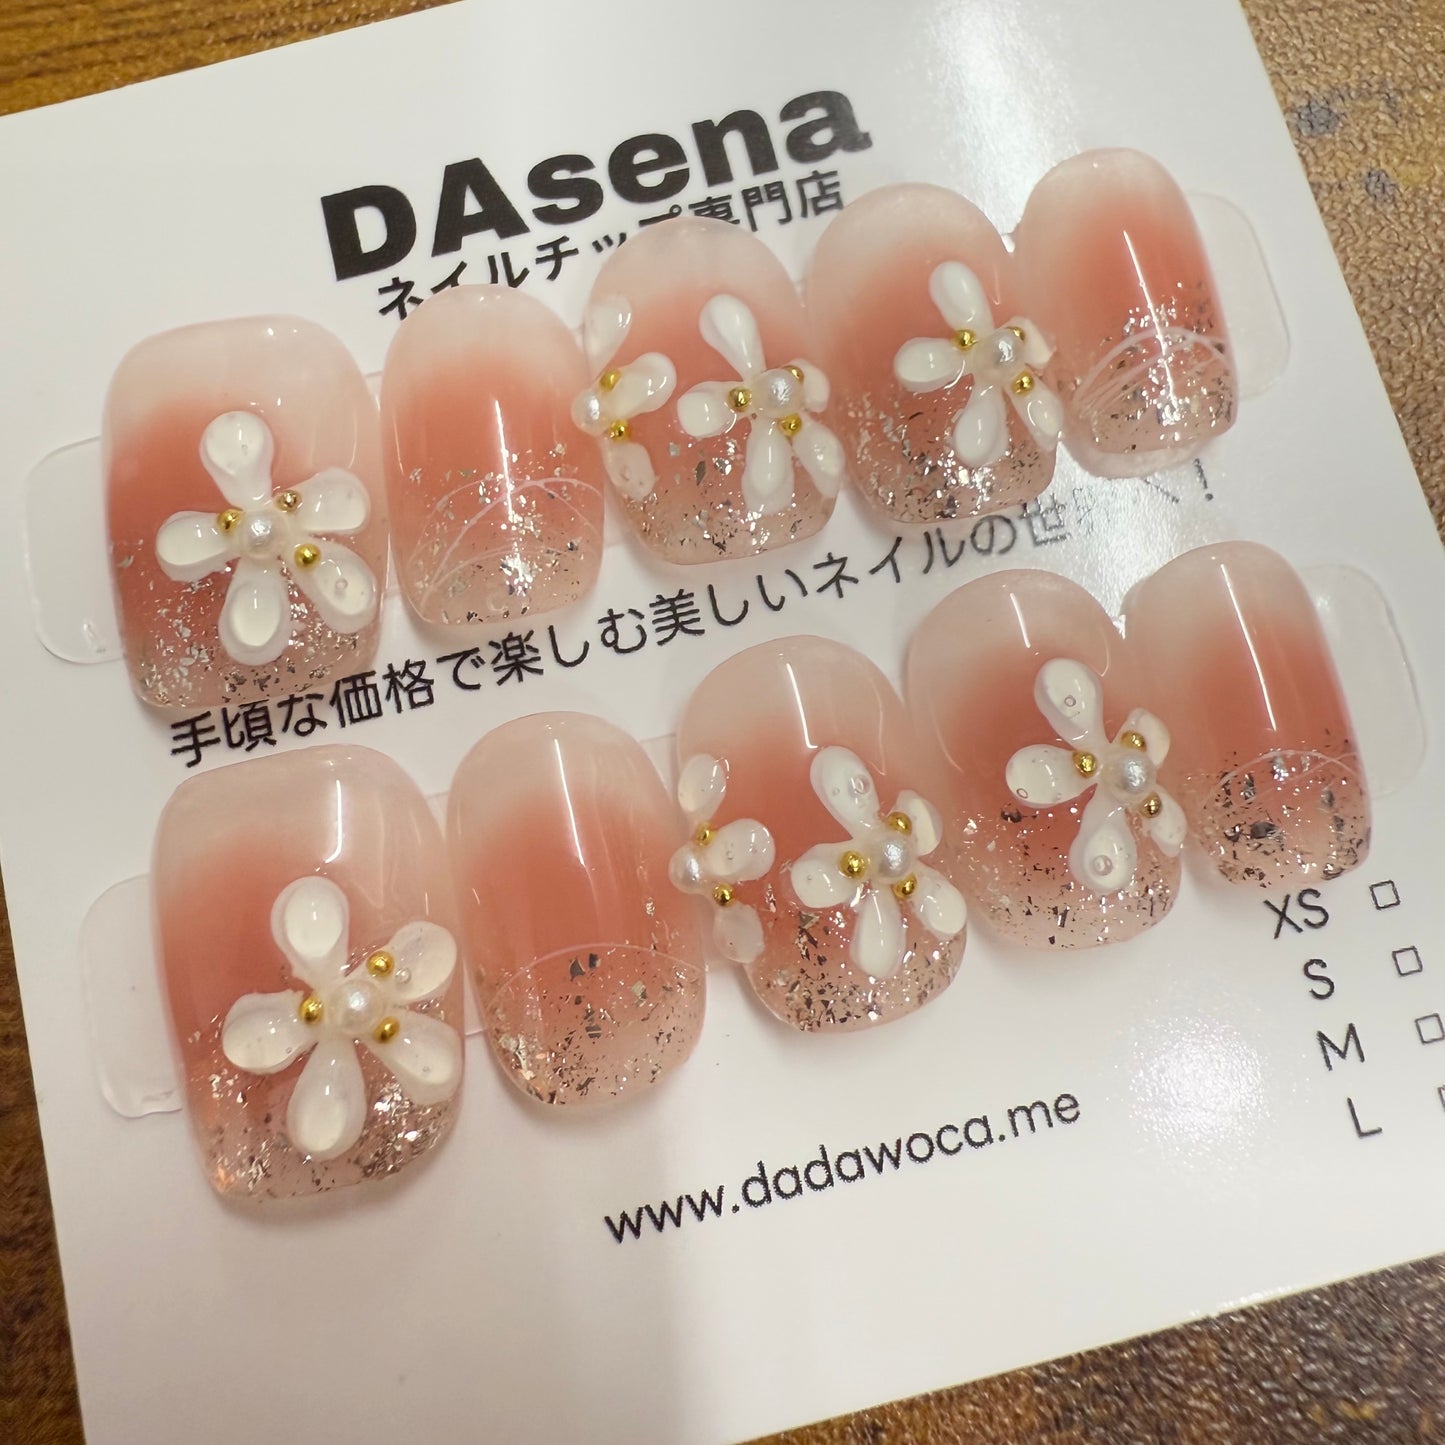 DAsena
ネイルチップ専門店
手頃な価格で楽しむ美しいネイルの世界へ!
XS □
S □
M □
L
www.dadawoca.me